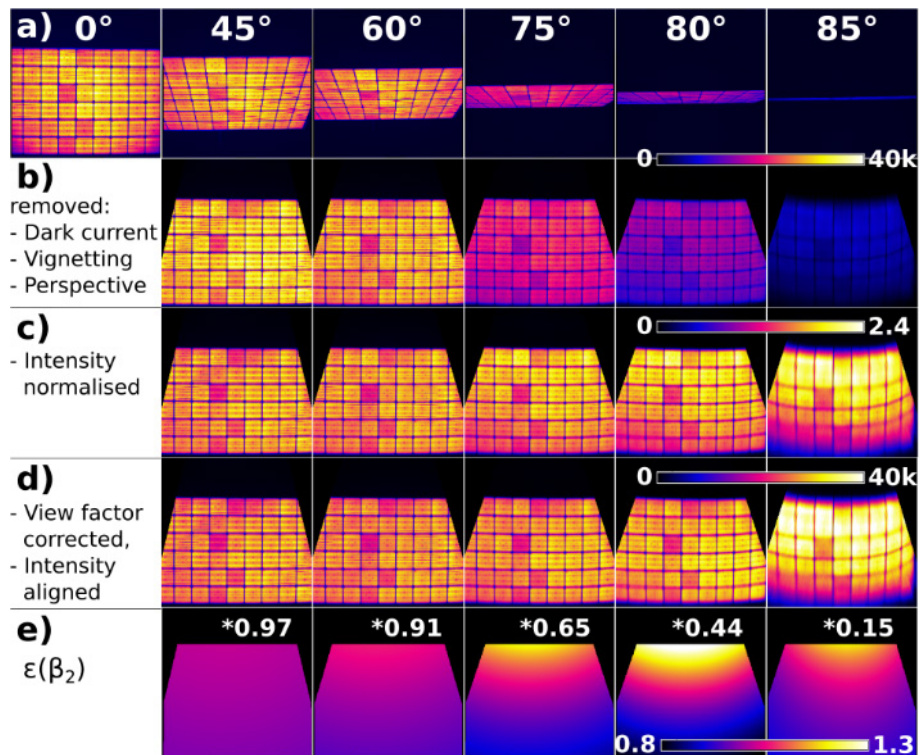 a) 0° 45° 60° 75° 80° 85°
0 40k
b)
removed:
- Dark current
- Vignetting
- Perspective
c) 0 2.4
- Intensity
normalised
d) 0 40k
- View factor
corrected,
- Intensity
aligned
e) *0.97 *0.91 *0.65 *0.44 *0.15
ε(β₂)
0.8 1.3